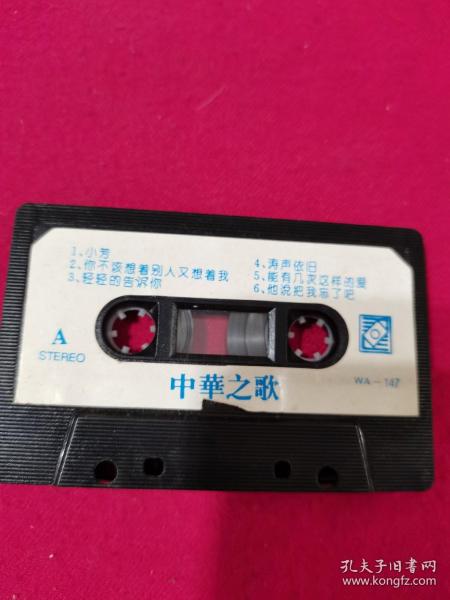 1、小芳
2、你不该想着别人又想着我
3、轻轻的告诉你
4、涛声依旧
5、能有几次这样的爱
6、他说把我忘了吧
A
STEREO
中華之歌
WA-147
孔夫子旧书网
www.kongfz.com